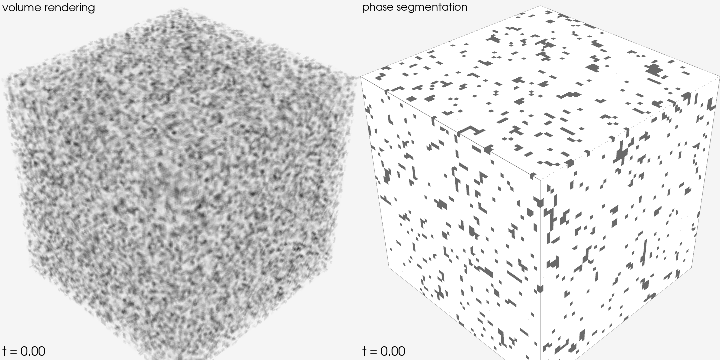 volume rendering
phase segmentation
t = 0.00
t = 0.00